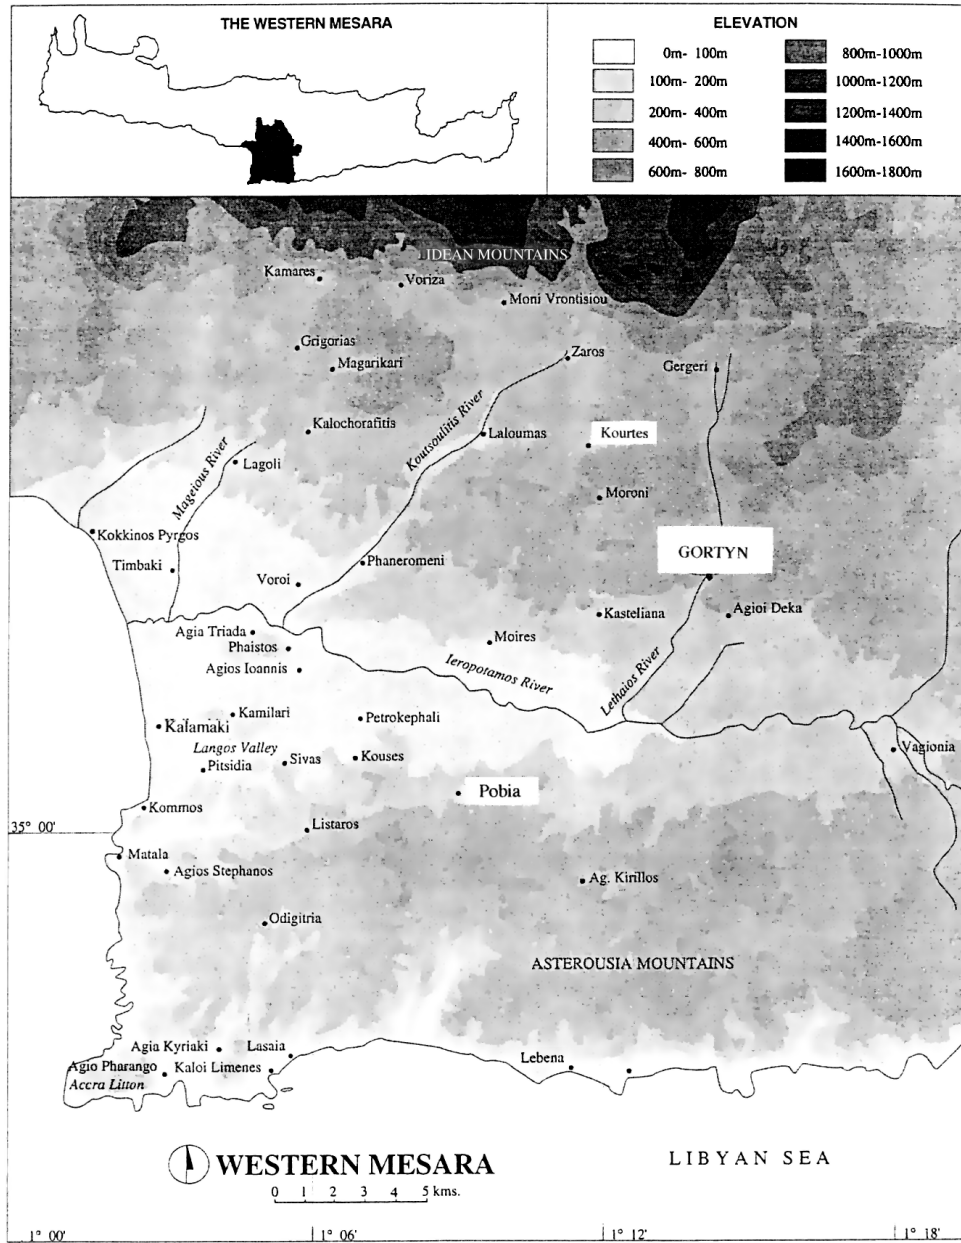 THE WESTERN MESARA
ELEVATION
0m- 100m
100m- 200m
200m- 400m
400m- 600m
600m- 800m
800m-1000m
1000m-1200m
1200m-1400m
1400m-1600m
1600m-1800m
LIDEAN MOUNTAINS
Kamares
Voriza
Moni Vrontisiou
Grigorias
Magarikari
Zaros
Gergeri
Kalochorafitis
Koutsoulitis River
Laloumas
Kourtes
Mageious River
Lagoli
Moroni
Kokkinos Pyrgos
GORTYN
Timbaki
Phaneromeni
Voroi
Kasteliana
Agioi Deka
Agia Triada
Phaistos
Moires
Agios Ioannis
Ieropotamos River
Lethaios River
Kamilari
Petrokephali
Kalamaki
Langos Valley
Sivas
Kouses
Vagionia
Pitsidia
Pobia
Kommos
35° 00'
Listaros
Matala
Agios Stephanos
Ag. Kirillos
Odigitria
ASTEROUSIA MOUNTAINS
Agia Kyriaki
Lasaia
Lebena
Agio Pharango
Kaloi Limenes
Accra Litton
WESTERN MESARA
LIBYAN SEA
0 1 2 3 4 5 kms.
1° 00'
1° 06'
1° 12'
1° 18'